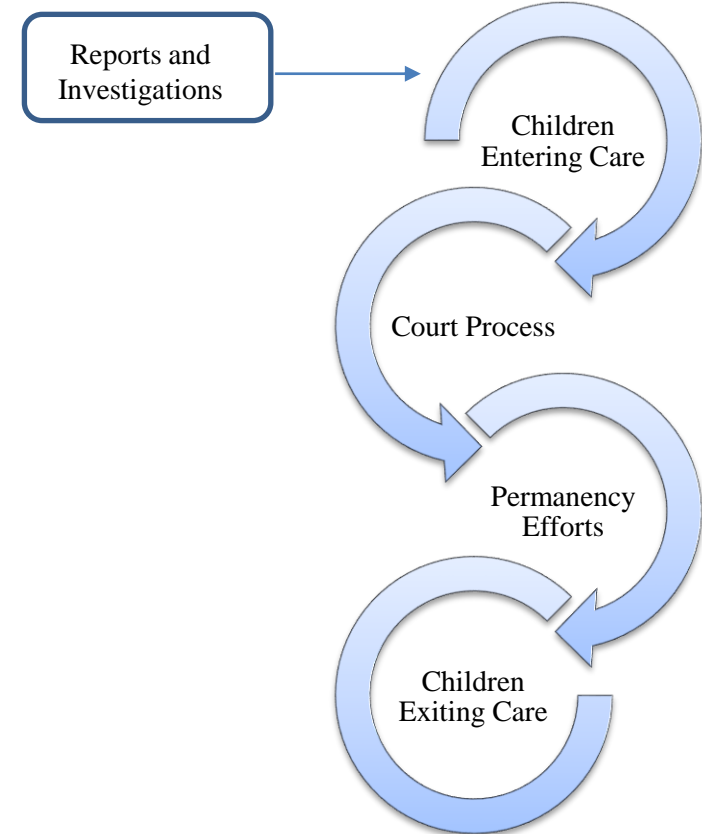 Reports and
Investigations
Children
Entering Care
Court Process
Permanency
Efforts
Children
Exiting Care